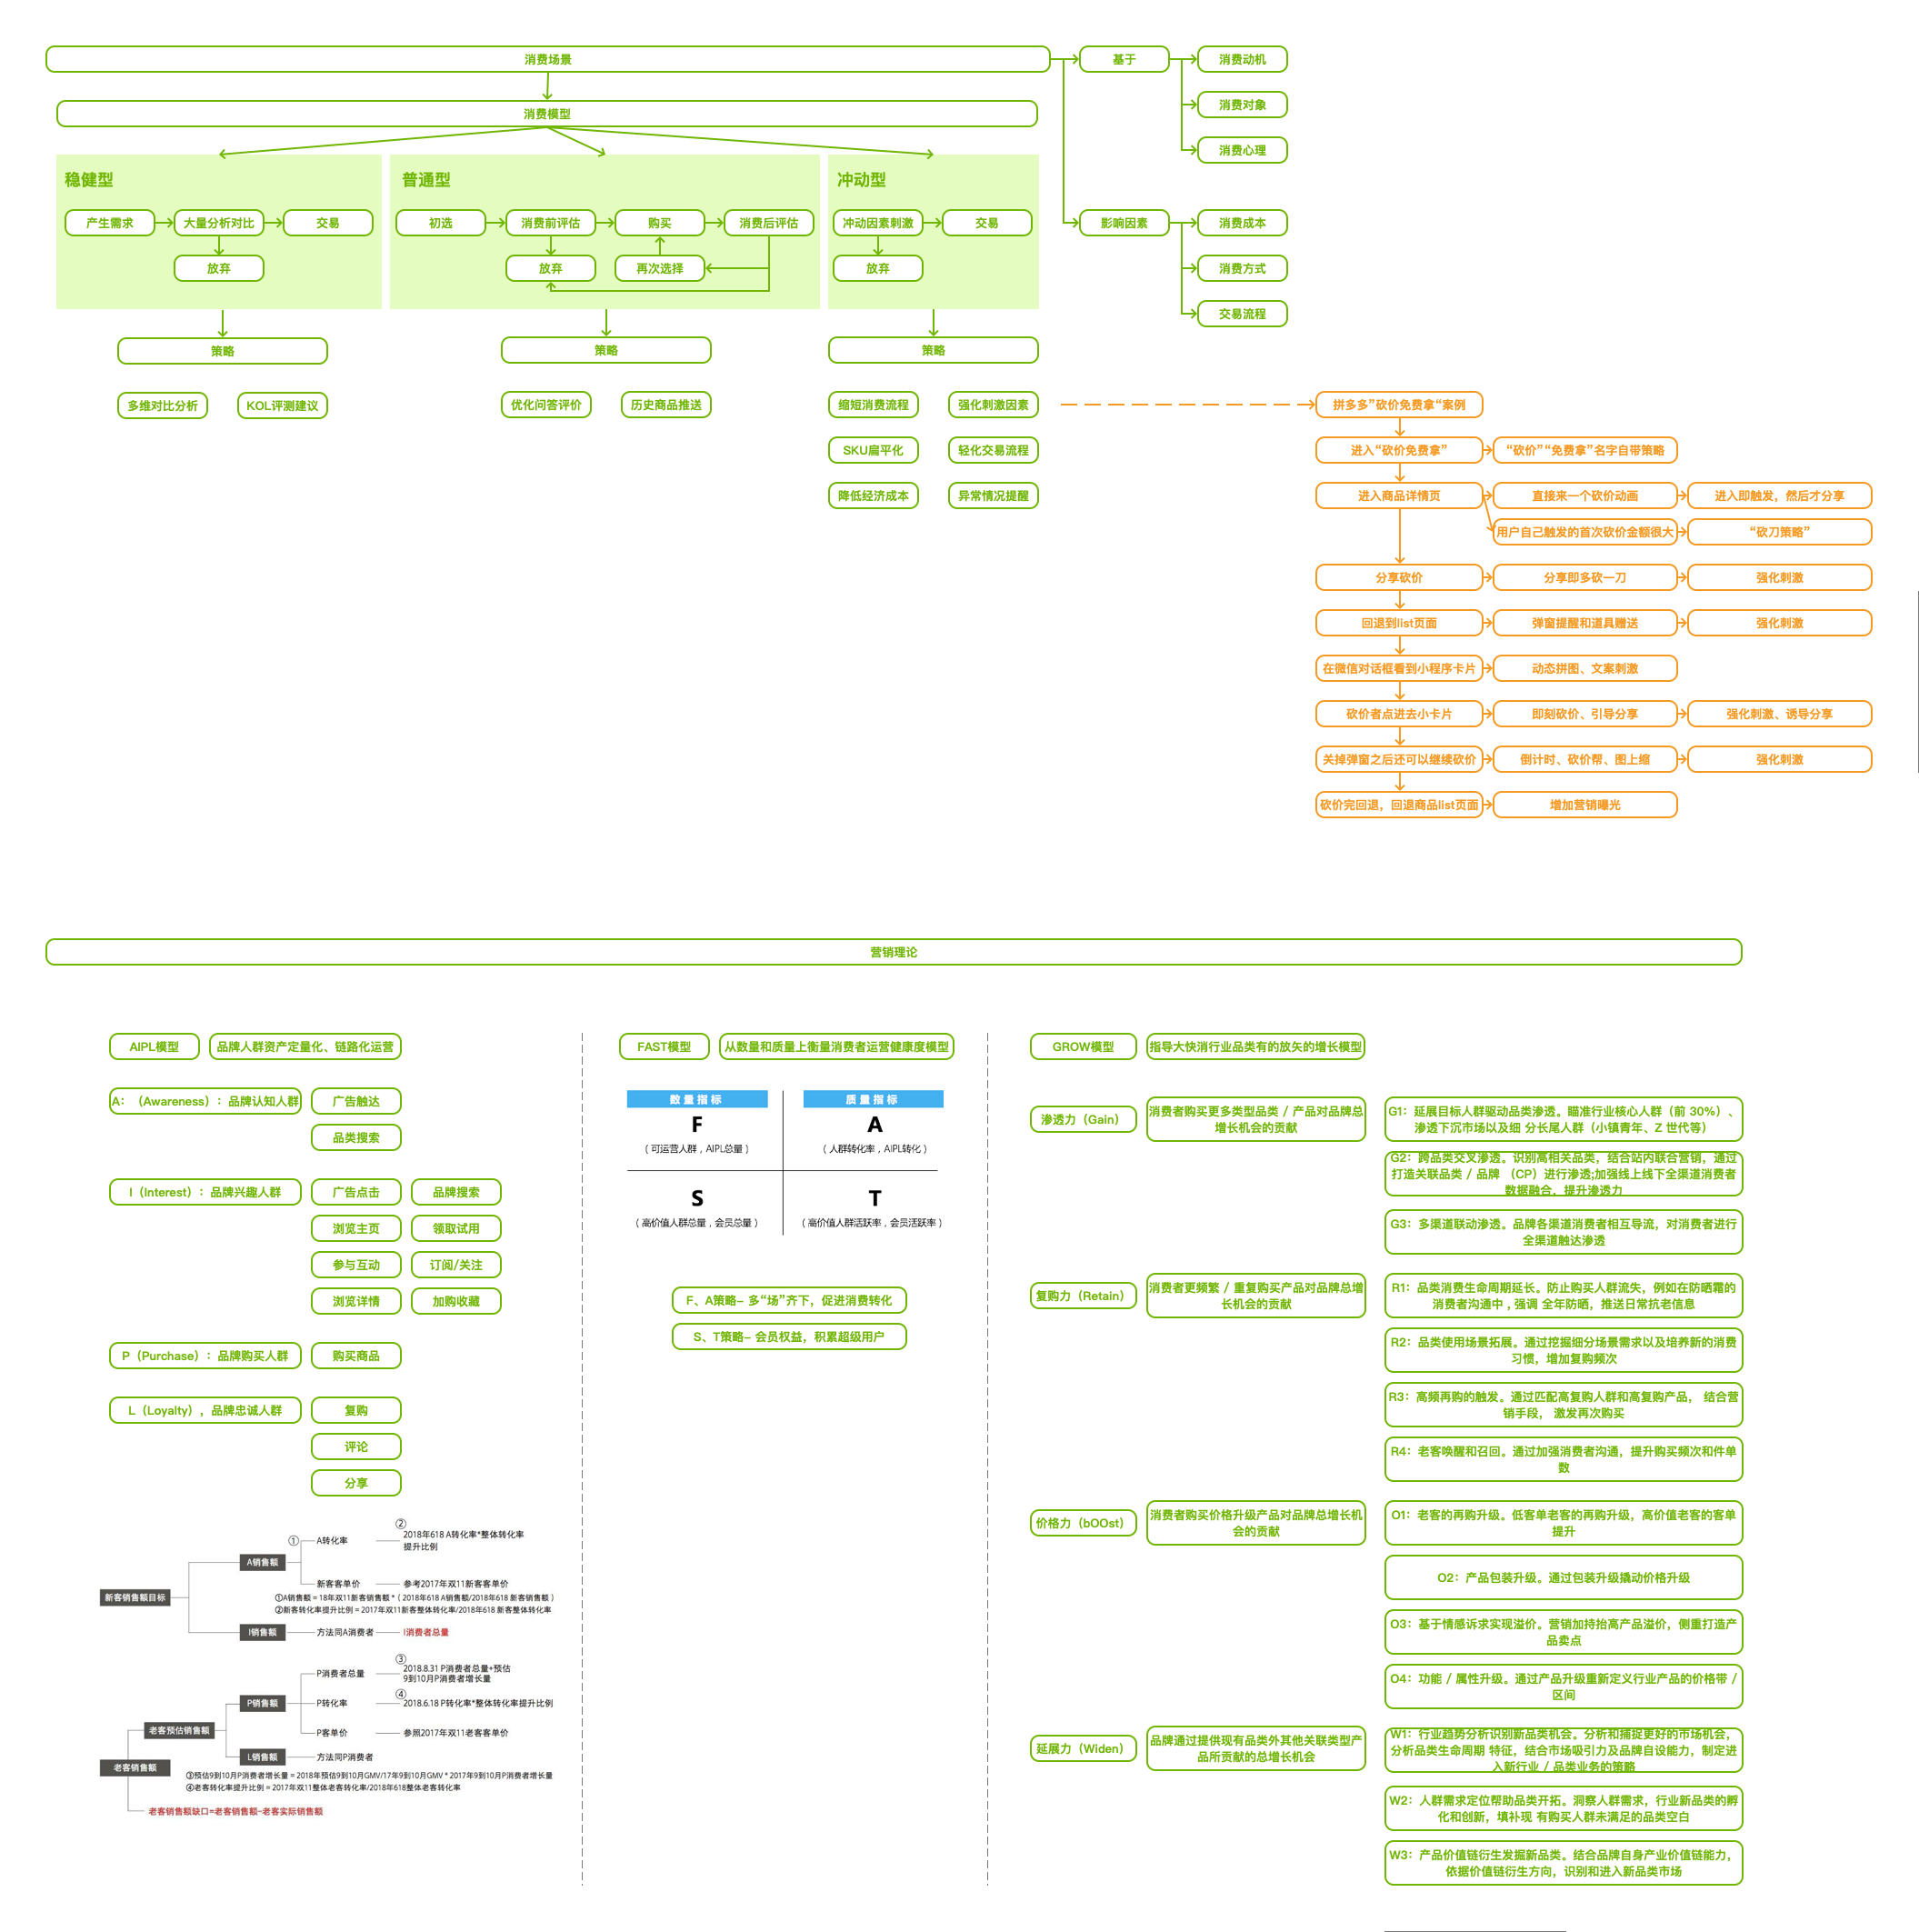 消费场景
基于
消费动机
消费对象
消费心理
消费模型
稳健型
产生需求
大量分析对比
交易
放弃
普通型
初选
消费前评估
购买
消费后评估
放弃
再次选择
冲动型
冲动因素刺激
交易
放弃
影响因素
消费成本
消费方式
交易流程
策略
策略
策略
多维对比分析
KOL评测建议
优化问答评价
历史商品推送
缩短消费流程
强化刺激因素
SKU扁平化
轻化交易流程
降低经济成本
异常情况提醒
拼多多”砍价免费拿“案例
进入“砍价免费拿”
“砍价”“免费拿”名字自带策略
进入商品详情页
直接来一个砍价动画
进入即触发，然后才分享
用户自己触发的首次砍价金额很大
“砍刀策略”
分享砍价
分享即多砍一刀
强化刺激
回退到list页面
弹窗提醒和道具赠送
强化刺激
在微信对话框看到小程序卡片
动态拼图、文案刺激
砍价者点进去小卡片
即刻砍价、引导分享
强化刺激、诱导分享
关掉弹窗之后还可以继续砍价
倒计时、砍价帮、图上缩
强化刺激
砍价完回退，回退商品list页面
增加营销曝光
营销理论
AIPL模型
品牌人群资产定量化、链路化运营
A：（Awareness）：品牌认知人群
广告触达
品类搜索
I（Interest）：品牌兴趣人群
广告点击
品牌搜索
浏览主页
领取试用
参与互动
订阅/关注
浏览详情
加购收藏
P（Purchase）：品牌购买人群
购买商品
L（Loyalty），品牌忠诚人群
复购
评论
分享
新客销售额目标
A销售额
①
A转化率
②
2018年618 A转化率*整体转化率
提升比例
新客客单价
参考2017年双11新客客单价
①A销售额 = 18年双11新客销售额 *（ 2018年618 A销售额/2018年618 新客销售额 ）
②新客转化率提升比例 = 2017年双11新客整体转化率/2018年618 新客整体转化率
I销售额
方法同A消费者
I消费者总量
老客销售额
老客预估销售额
P销售额
P消费者总量
③
2018.8.31 P消费者总量+预估
9到10月P消费者增长量
P转化率
④
2018.6.18 P转化率*整体转化率提升比例
P客单价
参照2017年双11老客客单价
L销售额
方法同P消费者
③预估9到10月P消费者增长量 = 2018年预估9到10月GMV/17年9到10月GMV * 2017年9到10月P消费者增长量
④老客转化率提升比例 = 2017年双11整体老客转化率/2018年618整体老客转化率
老客销售额缺口=老客销售额-老客实际销售额
FAST模型
从数量和质量上衡量消费者运营健康度模型
数量指标
质量指标
F
（可运营人群，AIPL总量）
A
（人群转化率，AIPL转化）
S
（高价值人群总量，会员总量）
T
（高价值人群活跃率，会员活跃率）
F、A策略- 多“场”齐下，促进消费转化
S、T策略- 会员权益，积累超级用户
GROW模型
指导大快消行业品类有的放矢的增长模型
渗透力（Gain）
消费者购买更多类型品类 / 产品对品牌总
增长机会的贡献
G1：延展目标人群驱动品类渗透。瞄准行业核心人群（前 30%）、
渗透下沉市场以及细 分长尾人群（小镇青年、Z 世代等）
G2：跨品类交叉渗透。识别高相关品类，结合站内联合营销，通过
打造关联品类 / 品牌 （CP）进行渗透;加强线上线下全渠道消费者
数据融合，提升渗透力
G3：多渠道联动渗透。品牌各渠道消费者相互导流，对消费者进行
全渠道触达渗透
复购力（Retain）
消费者更频繁 / 重复购买产品对品牌总增
长机会的贡献
R1：品类消费生命周期延长。防止购买人群流失，例如在防晒霜的
消费者沟通中，强调 全年防晒，推送日常抗老信息
R2：品类使用场景拓展。通过挖掘细分场景需求以及培养新的消费
习惯，增加复购频次
R3：高频再购的触发。通过匹配高复购人群和高复购产品， 结合营
销手段， 激发再次购买
R4：老客唤醒和召回。通过加强消费者沟通，提升购买频次和件单
数
价格力（bOOst）
消费者购买价格升级产品对品牌总增长机
会的贡献
O1：老客的再购升级。低客单老客的再购升级，高价值老客的客单
提升
O2：产品包装升级。通过包装升级撬动价格升级
O3：基于情感诉求实现溢价。营销加持抬高产品溢价，侧重打造产
品卖点
O4：功能 / 属性升级。通过产品升级重新定义行业产品的价格带 /
区间
延展力（Widen）
品牌通过提供现有品类外其他关联类型产
品所贡献的总增长机会
W1：行业趋势分析识别新品类机会。分析和捕捉更好的市场机会，
分析品类生命周期 特征，结合市场吸引力及品牌自设能力，制定进
入新行业 / 品类业务的策略
W2：人群需求定位帮助品类开拓。洞察人群需求，行业新品类的孵
化和创新，填补现 有购买人群未满足的品类空白
W3：产品价值链衍生发掘新品类。结合品牌自身产业价值链能力，
依据价值链衍生方向，识别和进入新品类市场